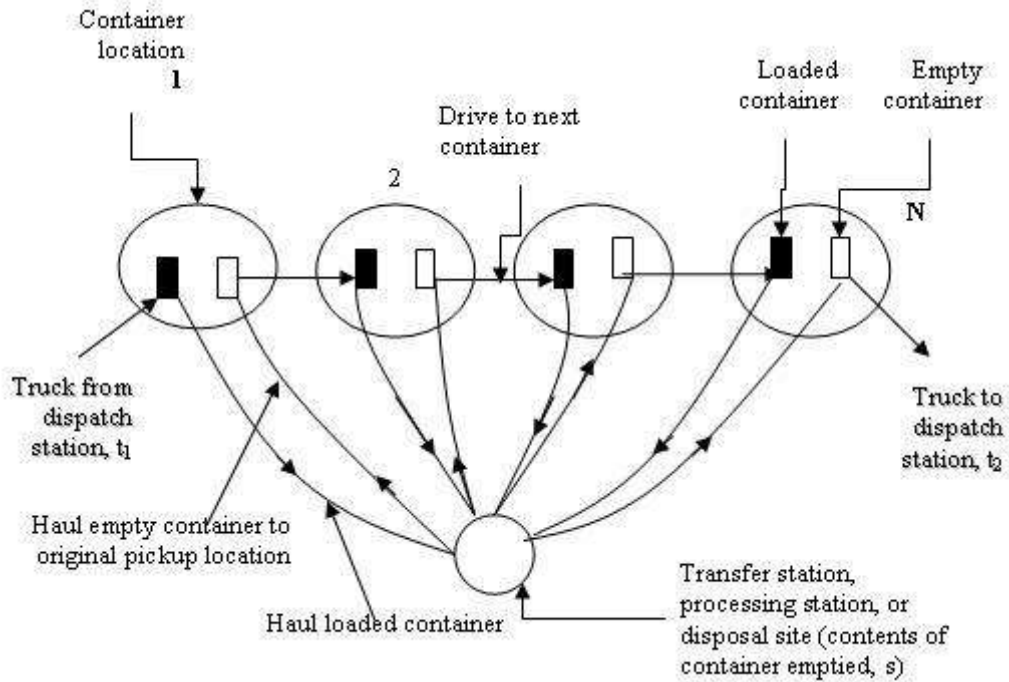 Container
location
1
Loaded
container
Empty
container
Drive to next
container
2
N
Truck from
dispatch
station, t1
Truck to
dispatch
station, t2
Haul empty container to
original pickup location
Haul loaded container
Transfer station,
processing station, or
disposal site (contents of
container emptied, s)